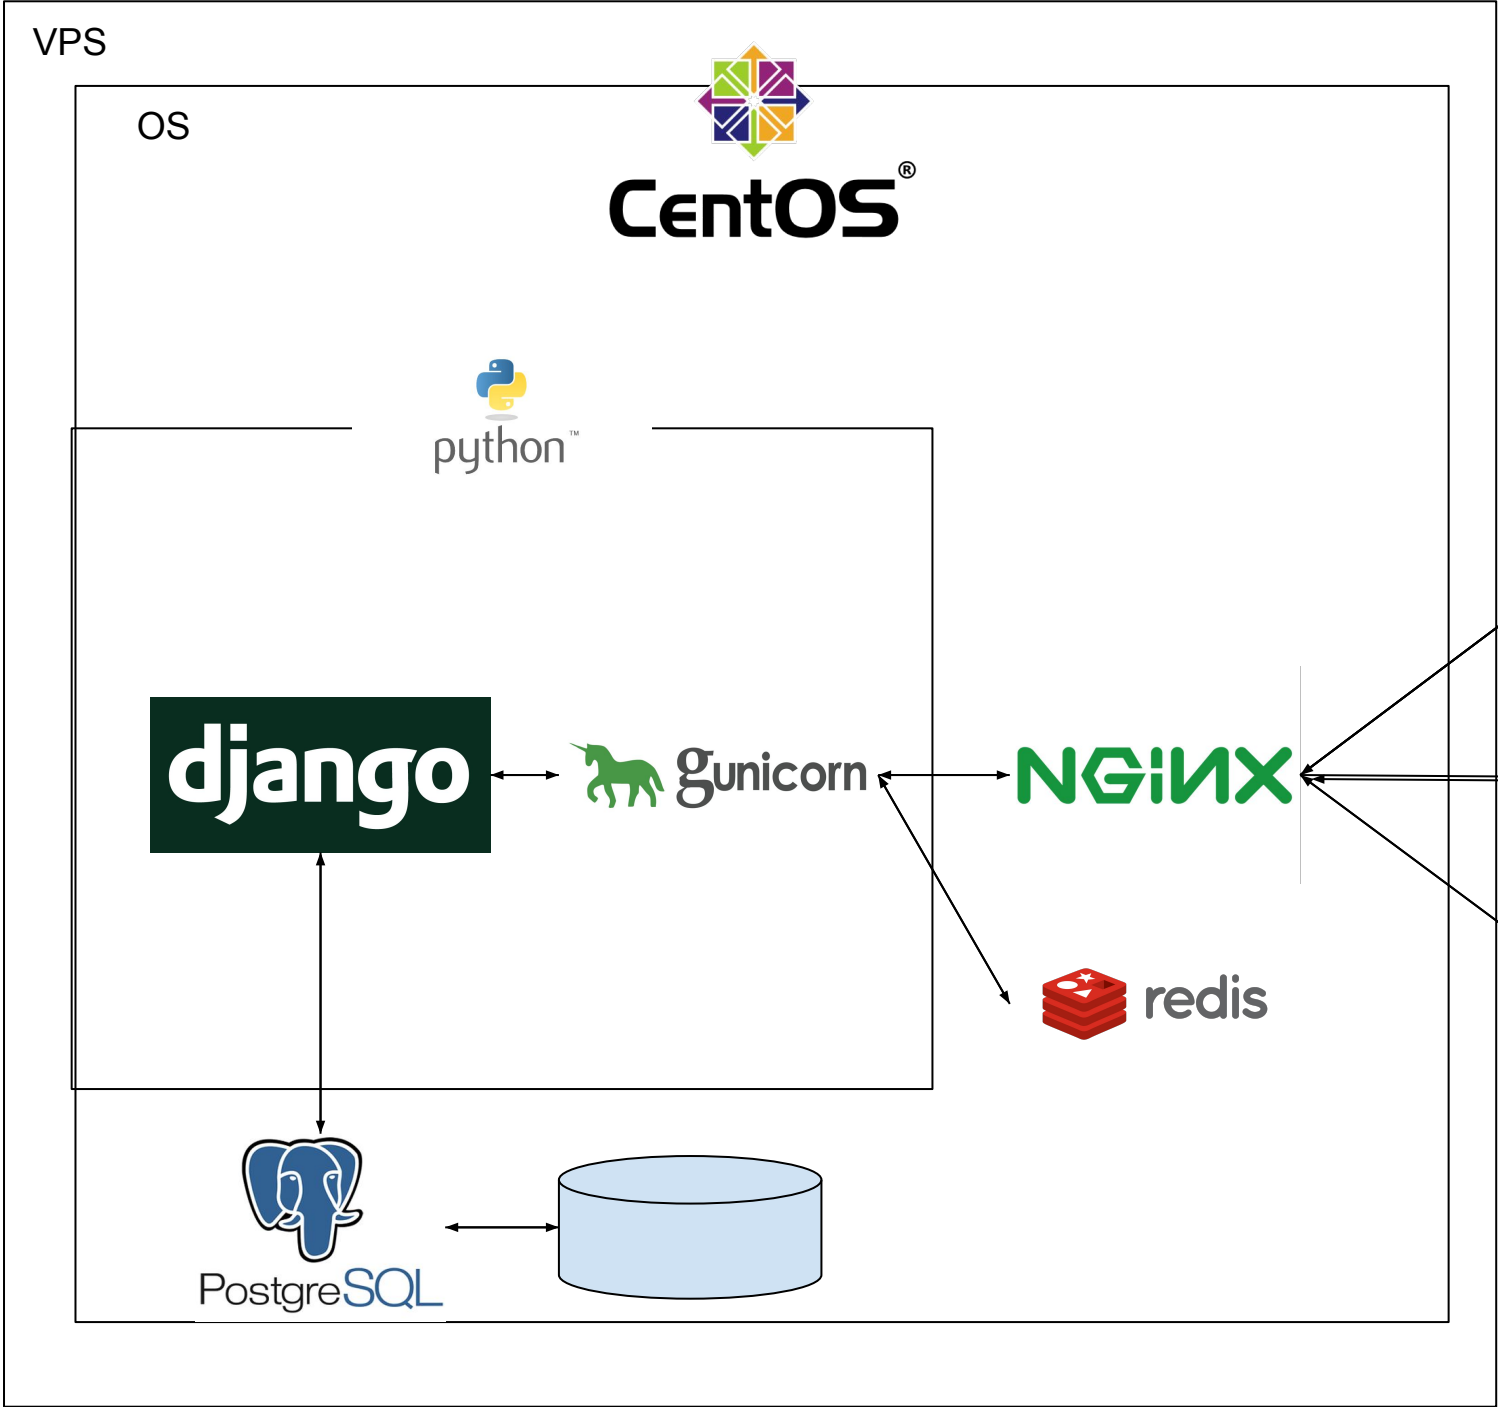 VPS
OS
CentOS®
python™
django
gunicorn
NGiNX
redis
PostgreSQL